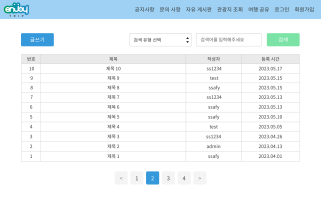 enjoy
TRIP
공지사항 문의 사항 자유 게시판 관광지 조회 여행 공유 로그인 회원가입
글쓰기
검색 유형 선택
검색어를 입력해주세요
검색
번호 제목 작성자 등록 시간
10 제목 10 ss1234 2023.05.17
9 제목 9 test 2023.05.15
8 제목 8 ssafy 2023.05.15
7 제목 7 ss1234 2023.05.13
6 제목 6 ssafy 2023.05.13
5 제목 5 ssafy 2023.05.10
4 제목 4 test 2023.05.05
3 제목 3 ss1234 2023.04.26
2 제목 2 admin 2023.04.13
1 제목 1 ssafy 2023.04.01
< 1 2 3 4 >